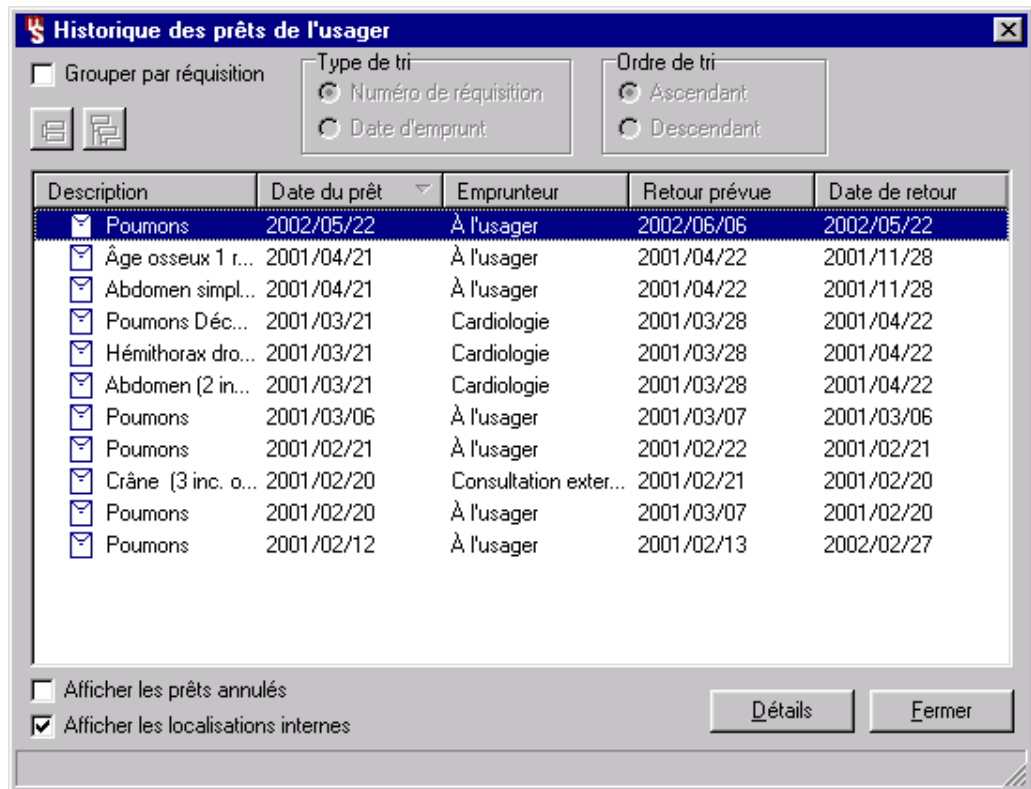 Historique des prêts de l'usager
Grouper par réquisition
Type de tri
Numéro de réquisition
Date d'emprunt
Ordre de tri
Ascendant
Descendant
Description Date du prêt Emprunteur Retour prévue Date de retour
Poumons 2002/05/22 À l'usager 2002/06/06 2002/05/22
Âge osseux 1 r... 2001/04/21 À l'usager 2001/04/22 2001/11/28
Abdomen simpl... 2001/04/21 À l'usager 2001/04/22 2001/11/28
Poumons Déc... 2001/03/21 Cardiologie 2001/03/28 2001/04/22
Hémithorax dro... 2001/03/21 Cardiologie 2001/03/28 2001/04/22
Abdomen (2 in... 2001/03/21 Cardiologie 2001/03/28 2001/04/22
Poumons 2001/03/06 À l'usager 2001/03/07 2001/03/06
Poumons 2001/02/21 À l'usager 2001/02/22 2001/02/21
Crâne (3 inc. o... 2001/02/20 Consultation exter... 2001/02/21 2001/02/20
Poumons 2001/02/20 À l'usager 2001/03/07 2001/02/20
Poumons 2001/02/12 À l'usager 2001/02/13 2002/02/27
Afficher les prêts annulés
Afficher les localisations internes
Détails
Fermer